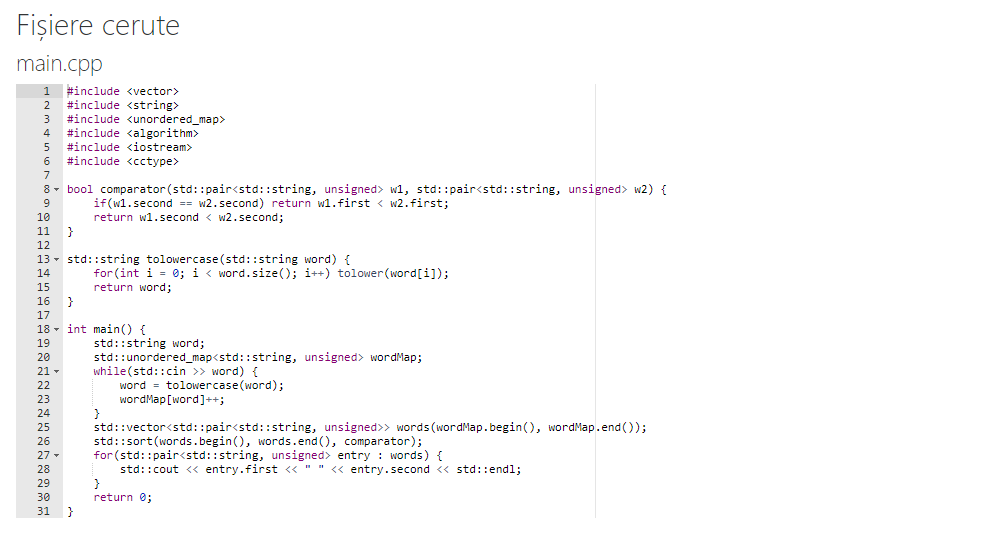 Fișiere cerute
main.cpp
1 #include <vector>
2 #include <string>
3 #include <unordered_map>
4 #include <algorithm>
5 #include <iostream>
6 #include <cctype>
7
8 bool comparator(std::pair<std::string, unsigned> w1, std::pair<std::string, unsigned> w2) {
9     if(w1.second == w2.second) return w1.first < w2.first;
10     return w1.second < w2.second;
11 }
12
13 std::string tolowercase(std::string word) {
14     for(int i = 0; i < word.size(); i++) tolower(word[i]);
15     return word;
16 }
17
18 int main() {
19     std::string word;
20     std::unordered_map<std::string, unsigned> wordMap;
21     while(std::cin >> word) {
22         word = tolowercase(word);
23         wordMap[word]++;
24     }
25     std::vector<std::pair<std::string, unsigned>> words(wordMap.begin(), wordMap.end());
26     std::sort(words.begin(), words.end(), comparator);
27     for(std::pair<std::string, unsigned> entry : words) {
28         std::cout << entry.first << " " << entry.second << std::endl;
29     }
30     return 0;
31 }